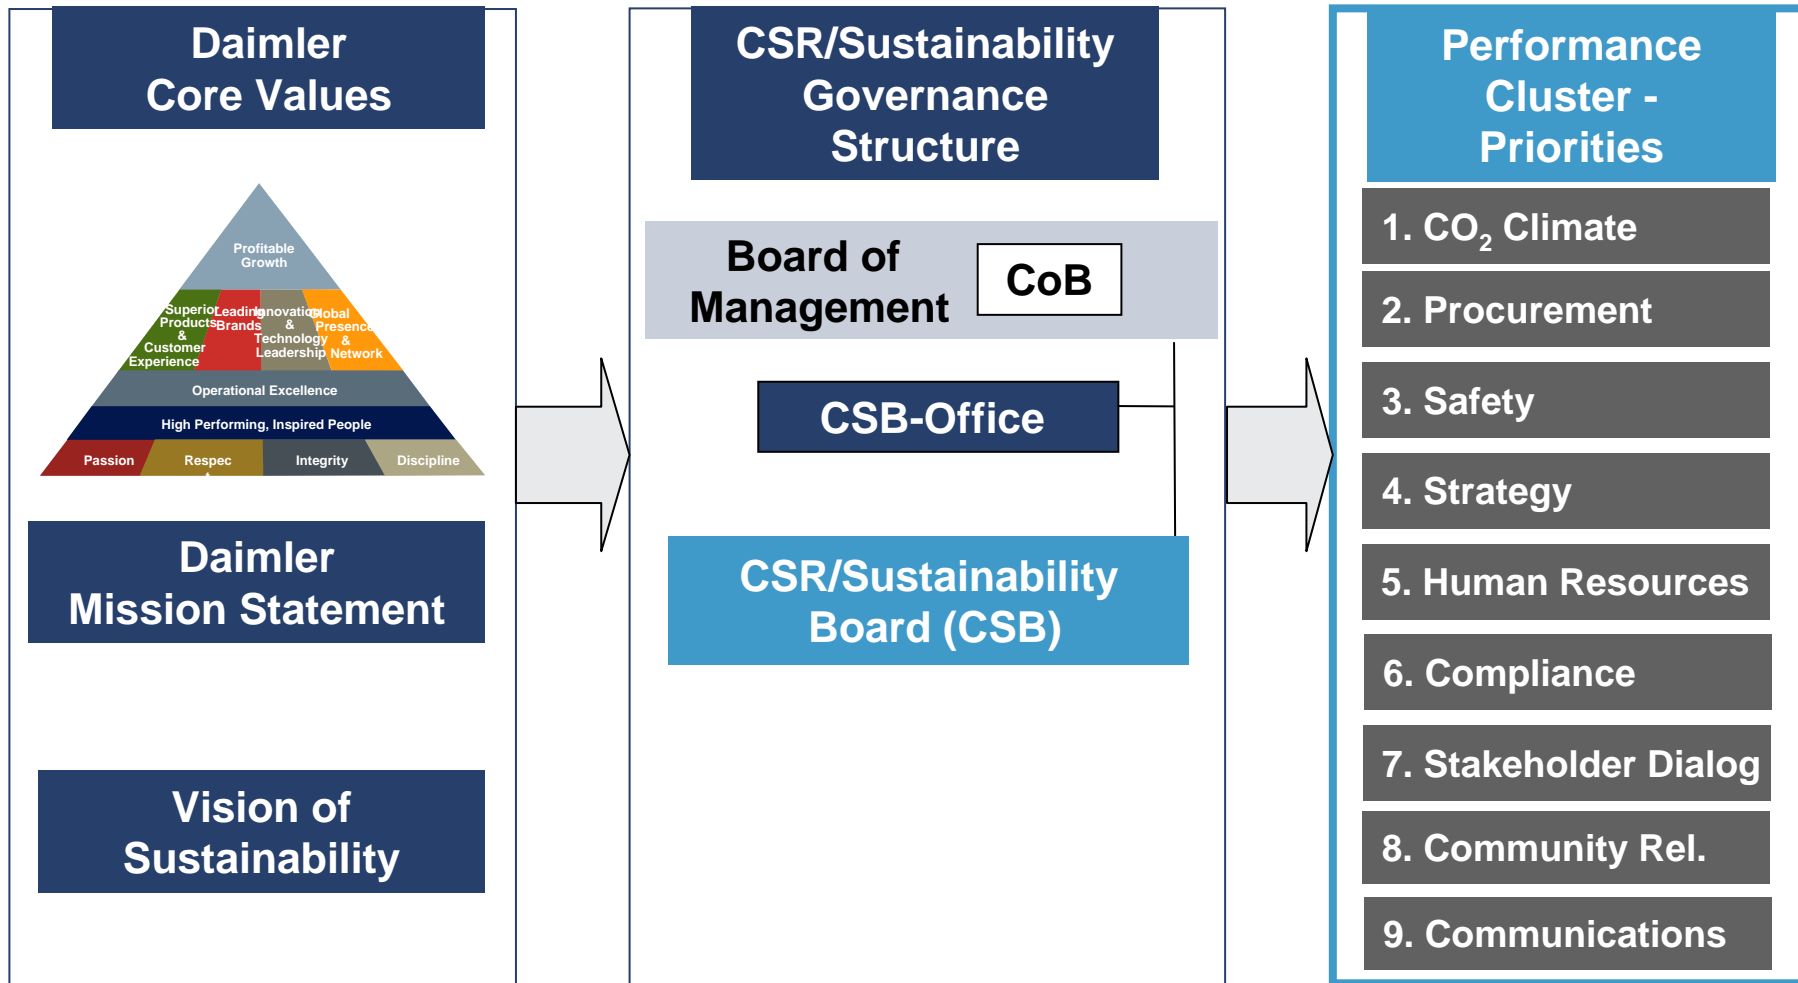 Daimler
Core Values
Profitable
Growth
Superior
Products
&
Customer
Experience
Leading
Brands
Innovation
&
Technology
Leadership
Global
Presence
&
Network
Operational Excellence
High Performing, Inspired People
Passion
Respec
Integrity
Discipline
Daimler
Mission Statement
Vision of
Sustainability
CSR/Sustainability
Governance
Structure
Board of
Management
CoB
CSB-Office
CSR/Sustainability
Board (CSB)
Performance
Cluster -
Priorities
1. CO₂ Climate
2. Procurement
3. Safety
4. Strategy
5. Human Resources
6. Compliance
7. Stakeholder Dialog
8. Community Rel.
9. Communications